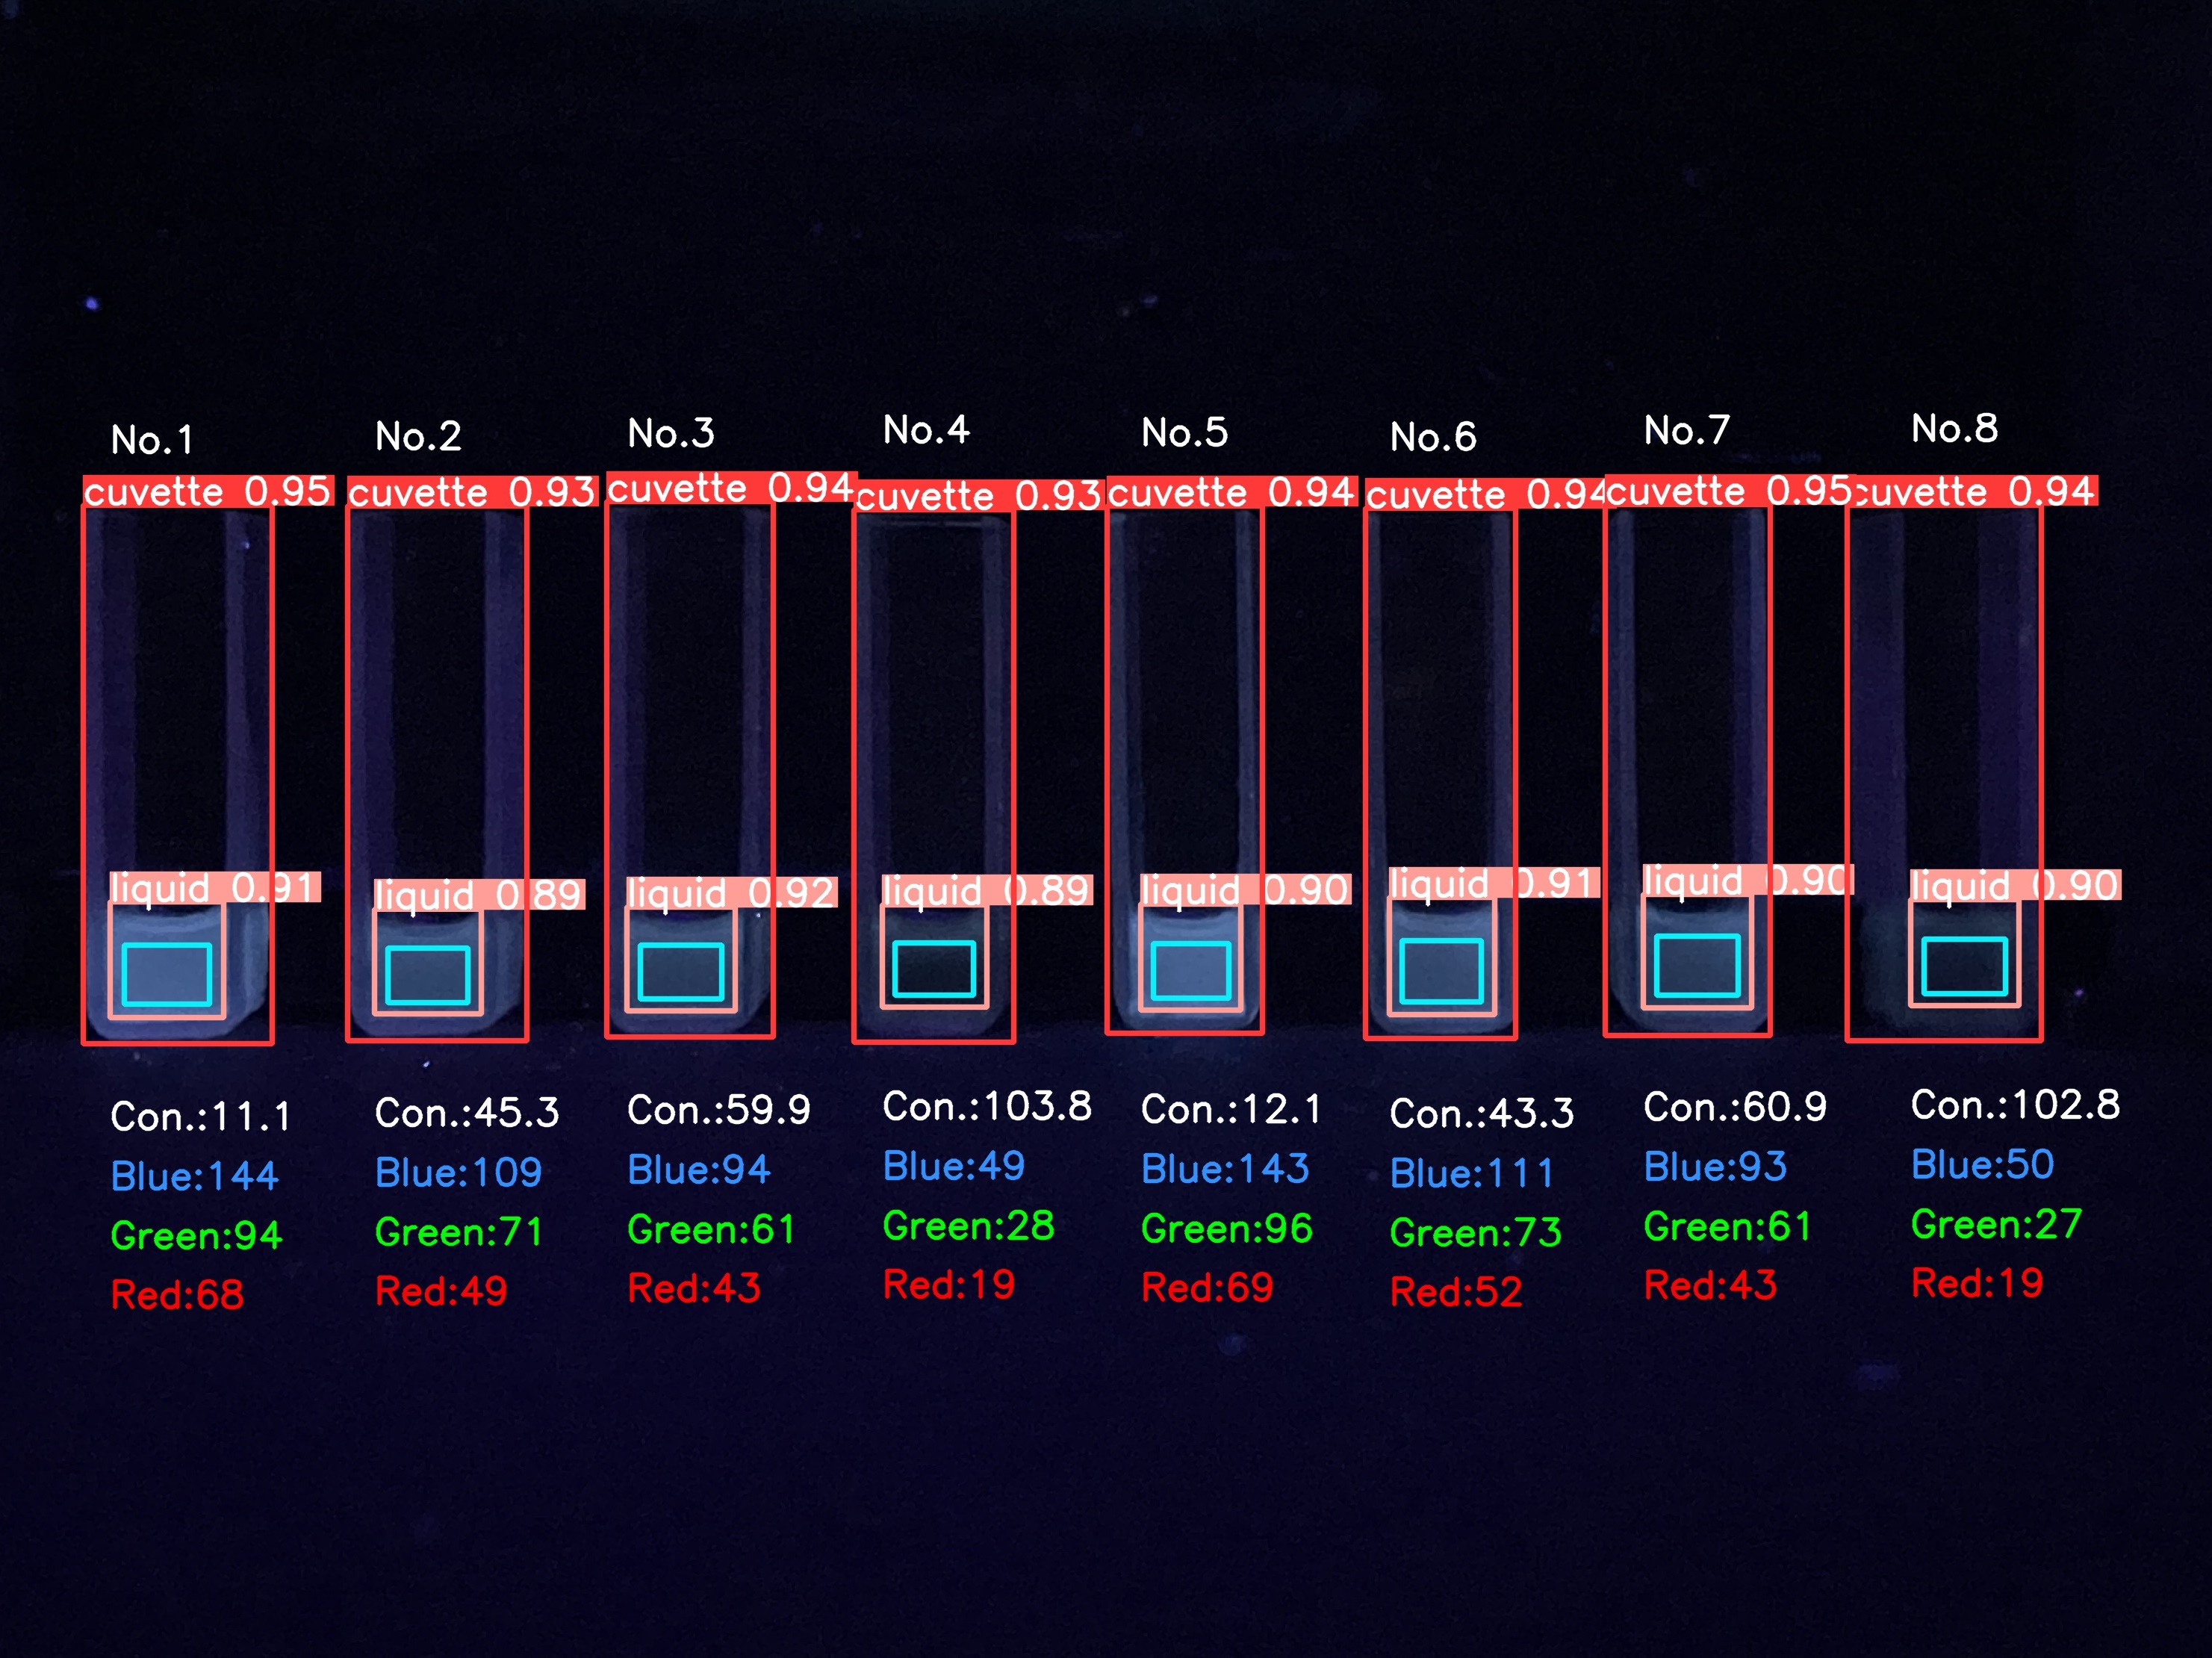 No.1 No.2 No.3 No.4 No.5 No.6 No.7 No.8
cuvette 0.95 cuvette 0.93 cuvette 0.94 cuvette 0.93 cuvette 0.94 cuvette 0.94 cuvette 0.95 cuvette 0.94
liquid 0.91 liquid 0.89 liquid 0.92 liquid 0.89 liquid 0.90 liquid 0.91 liquid 0.90 liquid 0.90
Con.:11.1 Con.:45.3 Con.:59.9 Con.:103.8 Con.:12.1 Con.:43.3 Con.:60.9 Con.:102.8
Blue:144 Blue:109 Blue:94 Blue:49 Blue:143 Blue:111 Blue:93 Blue:50
Green:94 Green:71 Green:61 Green:28 Green:96 Green:73 Green:61 Green:27
Red:68 Red:49 Red:43 Red:19 Red:69 Red:52 Red:43 Red:19